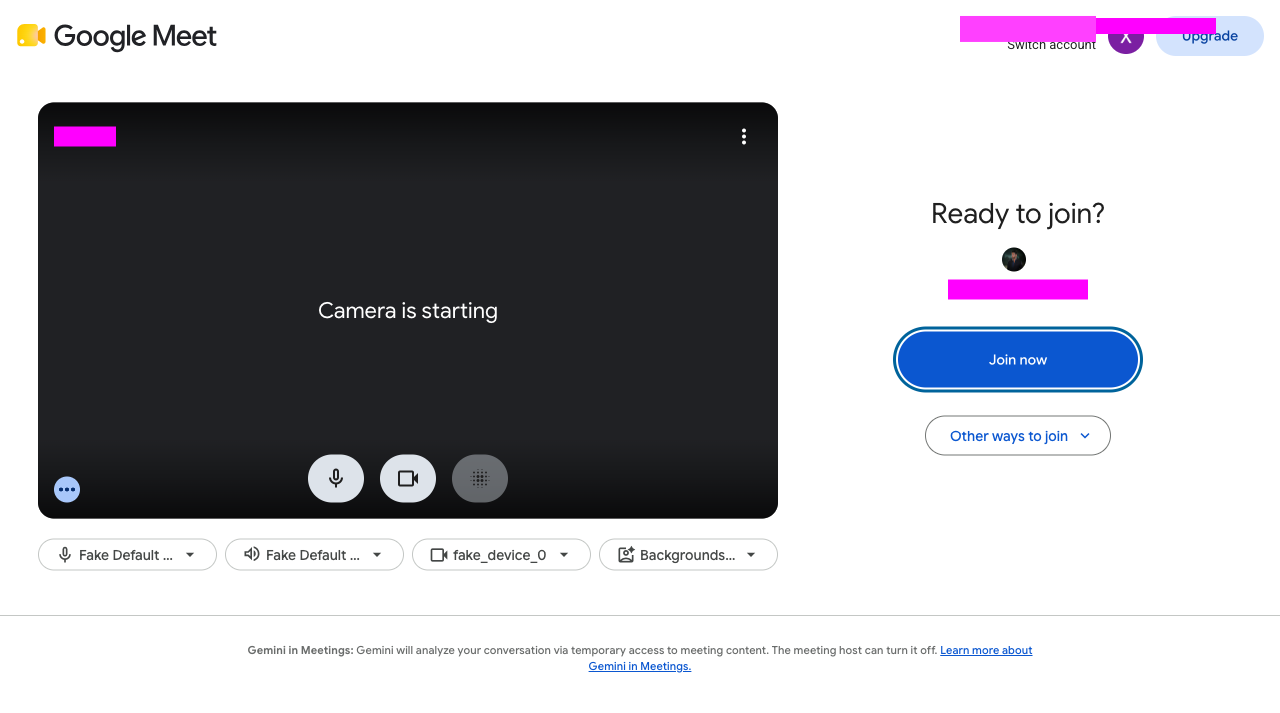 Google Meet
Switch account
X
Upgrade
Camera is starting
Fake Default ...
Fake Default ...
fake_device_0
Backgrounds...
Ready to join?
Join now
Other ways to join
Gemini in Meetings: Gemini will analyze your conversation via temporary access to meeting content. The meeting host can turn it off. Learn more about
Gemini in Meetings.